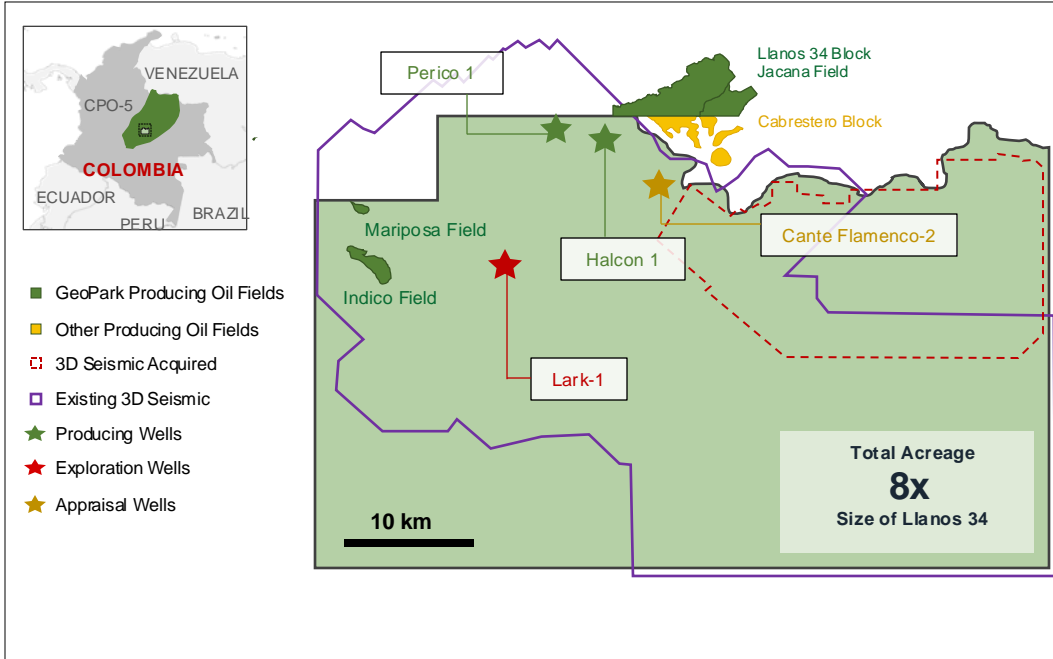 VENEZUELA
CPO-5
COLOMBIA
ECUADOR
PERU
BRAZIL
GeoPark Producing Oil Fields
Other Producing Oil Fields
3D Seismic Acquired
Existing 3D Seismic
Producing Wells
Exploration Wells
Appraisal Wells
Perico 1
Llanos 34 Block
Jacana Field
Cabrestero Block
Mariposa Field
Indico Field
Halcon 1
Cante Flamenco-2
Lark-1
10 km
Total Acreage
8x
Size of Llanos 34